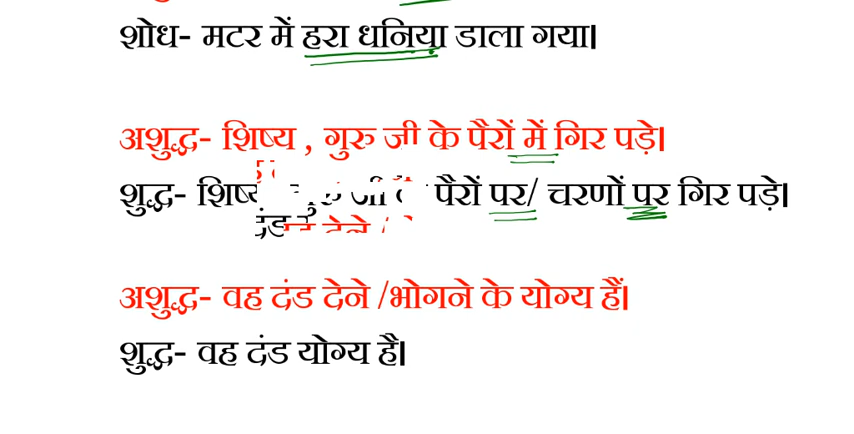 शोध- मटर में हरा धनिया डाला गया।
अशुद्ध- शिष्य , गुरु जी के पैरों में गिर पड़े।
शुद्ध- पैरों पर/ चरणों पर गिर पड़े।
अशुद्ध- वह दंड देने /भोगने के योग्य हैं।
शुद्ध- वह दंड योग्य है।